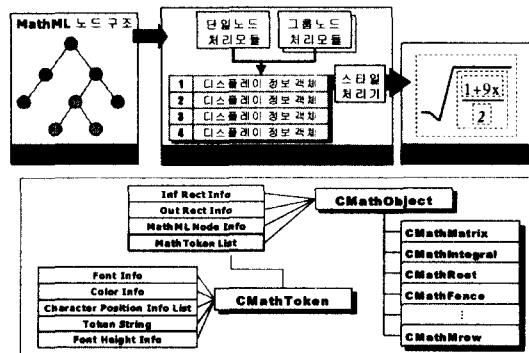 MathML 노드 구조
단일노드
처리모듈
그룹노드
처리모듈
1 디스플레이 정보 객체
2 디스플레이 정보 객체
3 디스플레이 정보 객체
4 디스플레이 정보 객체
스타일
처리기
1+9x
2
Inf Rect Info
Out Rect Info
MathML Node Info
MathToken List
CMathObject
CMathMatrix
CMathIntegral
CMathRoot
CMathFence
⋮
CMathMrow
Font Info
Color Info
Character Position Info List
Token String
Font Height Info
CMathToken